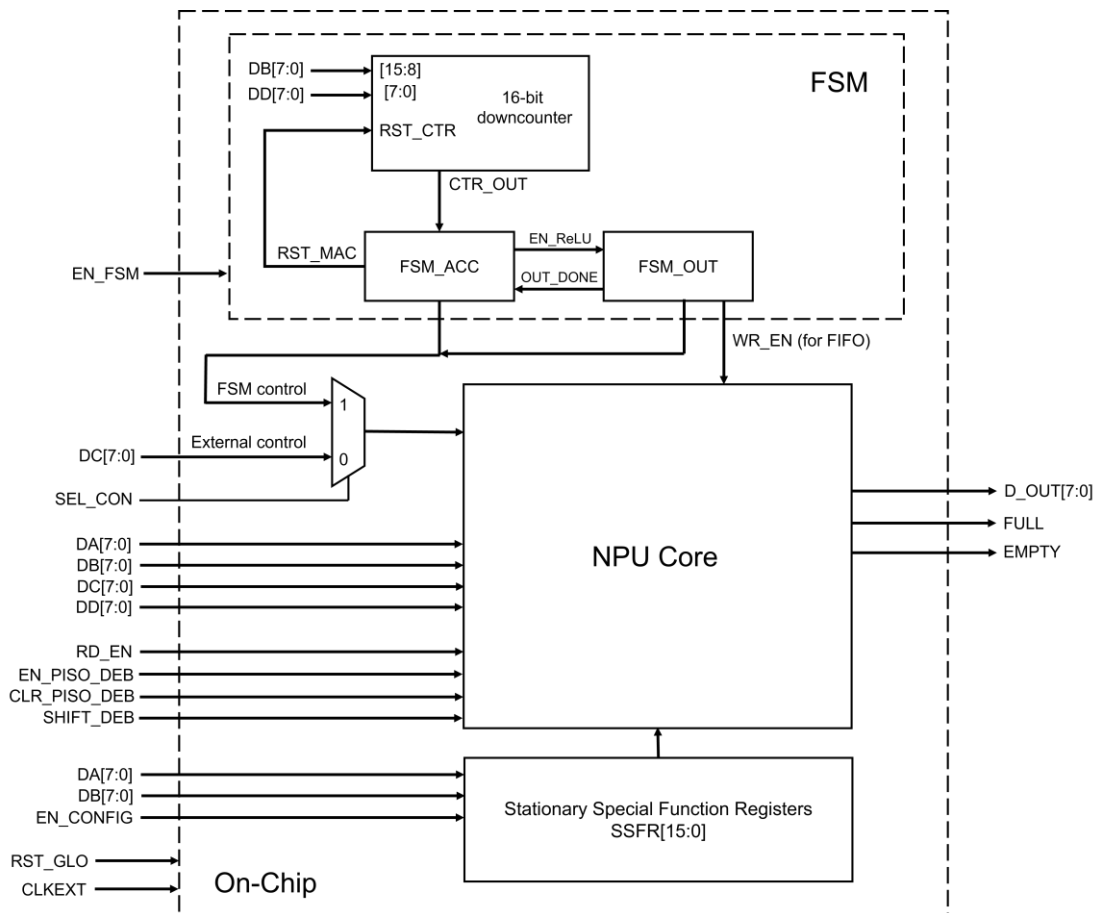 DB[7:0]
[15:8]
FSM
DD[7:0]
[7:0]
16-bit
downcounter
RST_CTR
CTR_OUT
RST_MAC
FSM_ACC
EN_ReLU
OUT_DONE
FSM_OUT
EN_FSM
WR_EN (for FIFO)
FSM control
1
External control
0
DC[7:0]
SEL_CON
DA[7:0]
DB[7:0]
DC[7:0]
DD[7:0]
RD_EN
EN_PISO_DEB
CLR_PISO_DEB
SHIFT_DEB
NPU Core
D_OUT[7:0]
FULL
EMPTY
DA[7:0]
DB[7:0]
EN_CONFIG
Stationary Special Function Registers
SSFR[15:0]
RST_GLO
CLKEXT
On-Chip